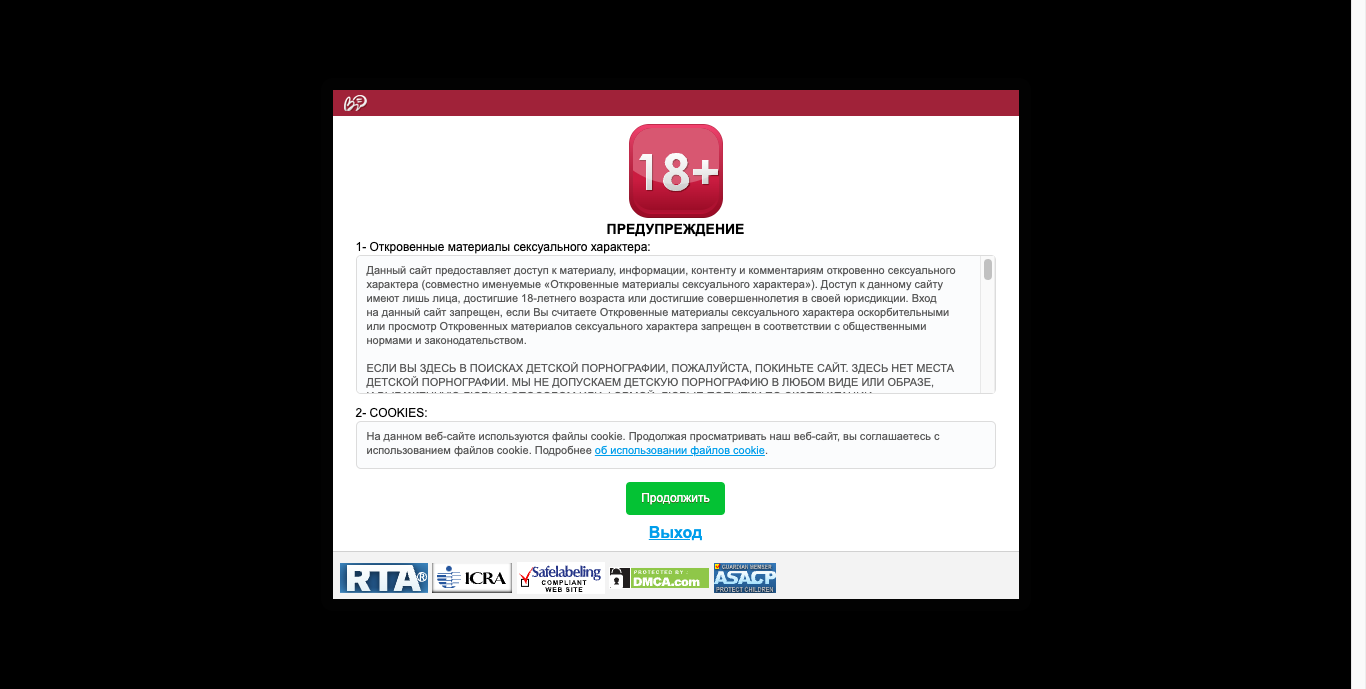 18+
ПРЕДУПРЕЖДЕНИЕ
1- Откровенные материалы сексуального характера:
Данный сайт предоставляет доступ к материалу, информации, контенту и комментариям откровенно сексуального
характера (совместно именуемые «Откровенные материалы сексуального характера»). Доступ к данному сайту
имеют лишь лица, достигшие 18-летнего возраста или достигшие совершеннолетия в своей юрисдикции. Вход
на данный сайт запрещен, если Вы считаете Откровенные материалы сексуального характера оскорбительными
или просмотр Откровенных материалов сексуального характера запрещен в соответствии с общественными
нормами и законодательством.
ЕСЛИ ВЫ ЗДЕСЬ В ПОИСКАХ ДЕТСКОЙ ПОРНОГРАФИИ, ПОЖАЛУЙСТА, ПОКИНЬТЕ САЙТ. ЗДЕСЬ НЕТ МЕСТА
ДЕТСКОЙ ПОРНОГРАФИИ. МЫ НЕ ДОПУСКАЕМ ДЕТСКУЮ ПОРНОГРАФИЮ В ЛЮБОМ ВИДЕ ИЛИ ОБРАЗЕ,
2- COOKIES:
На данном веб-сайте используются файлы cookie. Продолжая просматривать наш веб-сайт, вы соглашаетесь с
использованием файлов cookie. Подробнее об использовании файлов cookie.
Продолжить
Выход
RTA® ICRA Safelabeling COMPLIANT WEB SITE PROTECTED BY DMCA.com GUARDIAN MEMBER ASACP PROTECT CHILDREN